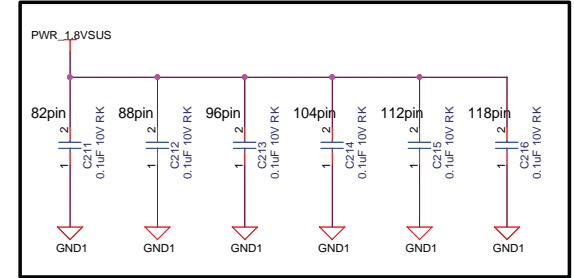 PWR_1.8VSUS
82pin 88pin 96pin 104pin 112pin 118pin
2 2 2 2 2 2
1 1 1 1 1 1
C211
0.1uF 10V RK
C212
0.1uF 10V RK
C213
0.1uF 10V RK
C214
0.1uF 10V RK
C215
0.1uF 10V RK
C216
0.1uF 10V RK
GND1 GND1 GND1 GND1 GND1 GND1